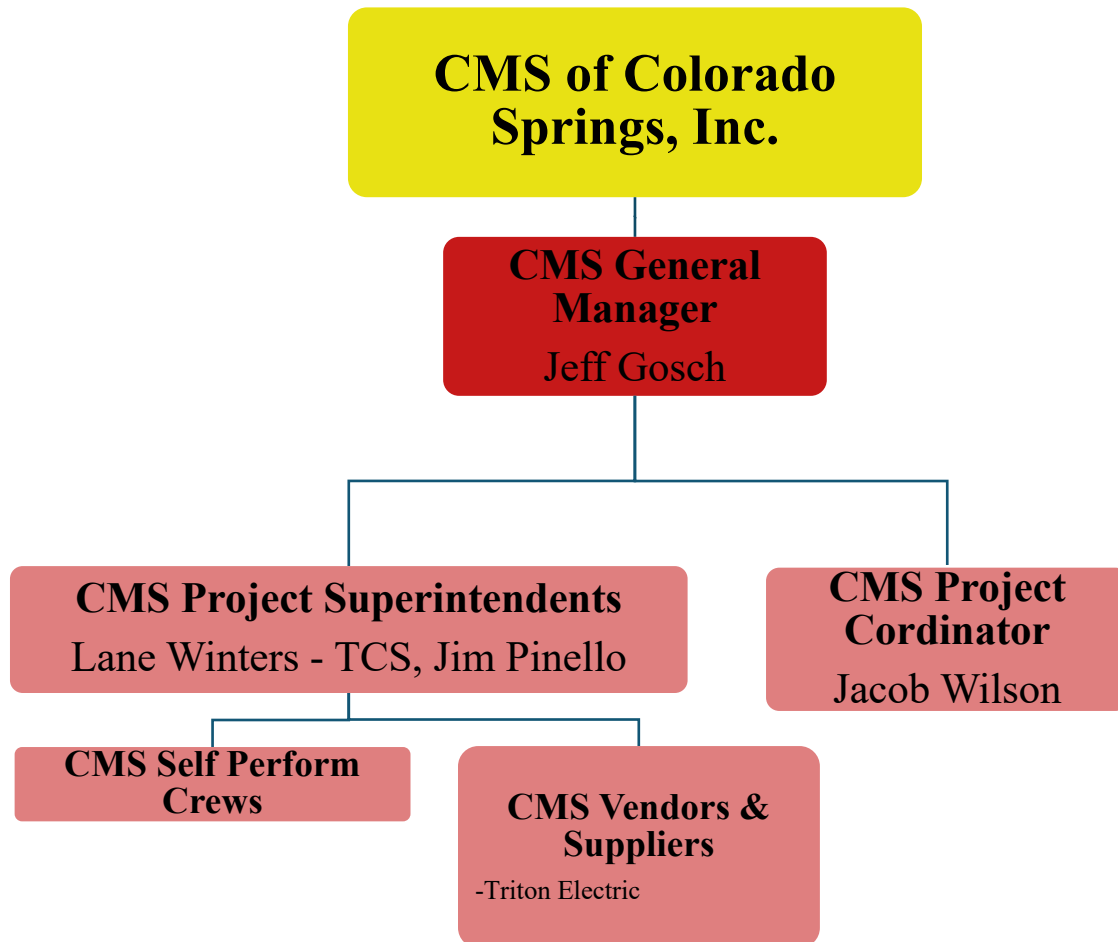 CMS of Colorado
Springs, Inc.
CMS General
Manager
Jeff Gosch
CMS Project Superintendents
Lane Winters - TCS, Jim Pinello
CMS Project
Cordinator
Jacob Wilson
CMS Self Perform
Crews
CMS Vendors &
Suppliers
-Triton Electric